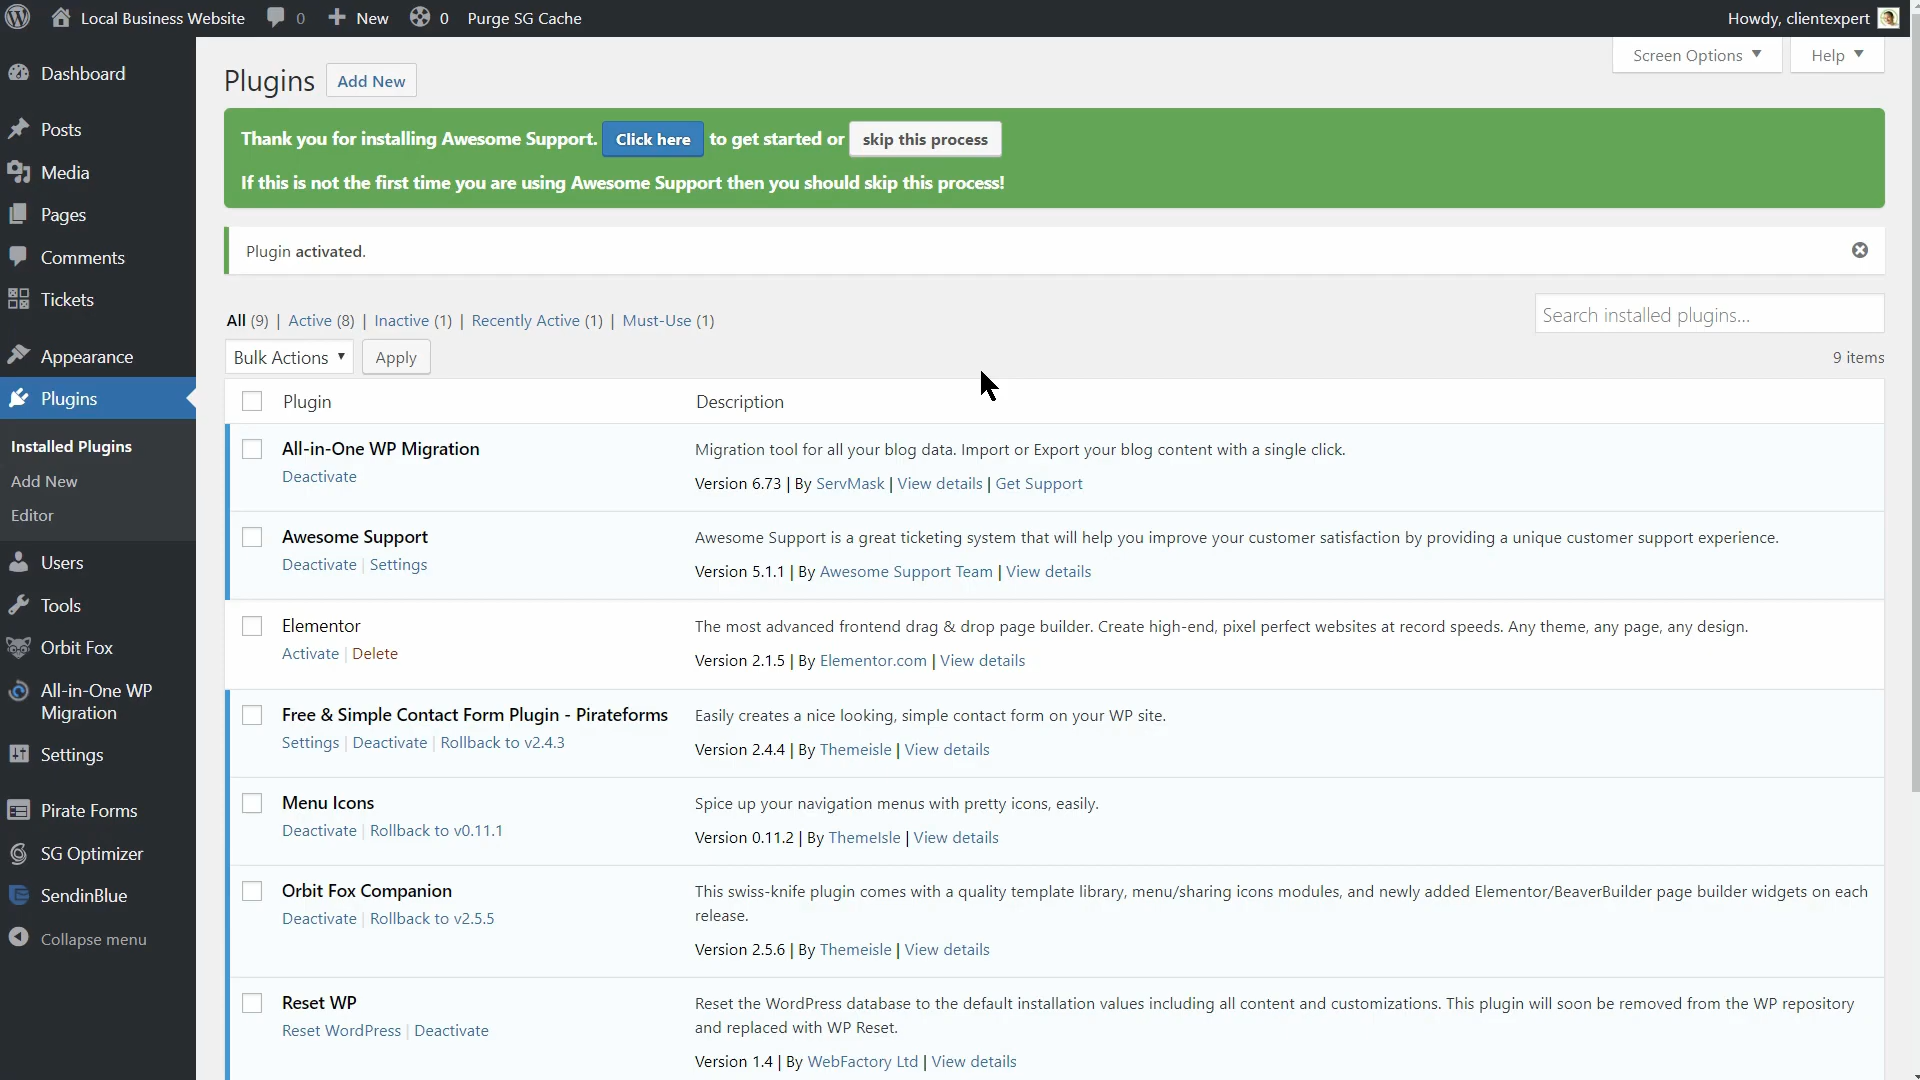 Local Business Website 0 New 0 Purge SG Cache Howdy, clientexpert
Screen Options Help
Dashboard
Posts
Media
Pages
Comments
Tickets
Appearance
Plugins
Installed Plugins
Add New
Editor
Users
Tools
Orbit Fox
All-in-One WP
Migration
Settings
Pirate Forms
SG Optimizer
SendinBlue
Collapse menu
Plugins Add New
Thank you for installing Awesome Support. Click here to get started or skip this process
If this is not the first time you are using Awesome Support then you should skip this process!
Plugin activated.
All (9) | Active (8) | Inactive (1) | Recently Active (1) | Must-Use (1)
Search installed plugins...
Bulk Actions Apply
9 items
Plugin Description
All-in-One WP Migration
Deactivate
Migration tool for all your blog data. Import or Export your blog content with a single click.
Version 6.73 | By ServMask | View details | Get Support
Awesome Support
Deactivate | Settings
Awesome Support is a great ticketing system that will help you improve your customer satisfaction by providing a unique customer support experience.
Version 5.1.1 | By Awesome Support Team | View details
Elementor
Activate | Delete
The most advanced frontend drag & drop page builder. Create high-end, pixel perfect websites at record speeds. Any theme, any page, any design.
Version 2.1.5 | By Elementor.com | View details
Free & Simple Contact Form Plugin - Pirateforms
Settings | Deactivate | Rollback to v2.4.3
Easily creates a nice looking, simple contact form on your WP site.
Version 2.4.4 | By Themeisle | View details
Menu Icons
Deactivate | Rollback to v0.11.1
Spice up your navigation menus with pretty icons, easily.
Version 0.11.2 | By ThemeIsle | View details
Orbit Fox Companion
Deactivate | Rollback to v2.5.5
This swiss-knife plugin comes with a quality template library, menu/sharing icons modules, and newly added Elementor/BeaverBuilder page builder widgets on each
release.
Version 2.5.6 | By Themeisle | View details
Reset WP
Reset WordPress | Deactivate
Reset the WordPress database to the default installation values including all content and customizations. This plugin will soon be removed from the WP repository
and replaced with WP Reset.
Version 1.4 | By WebFactory Ltd | View details